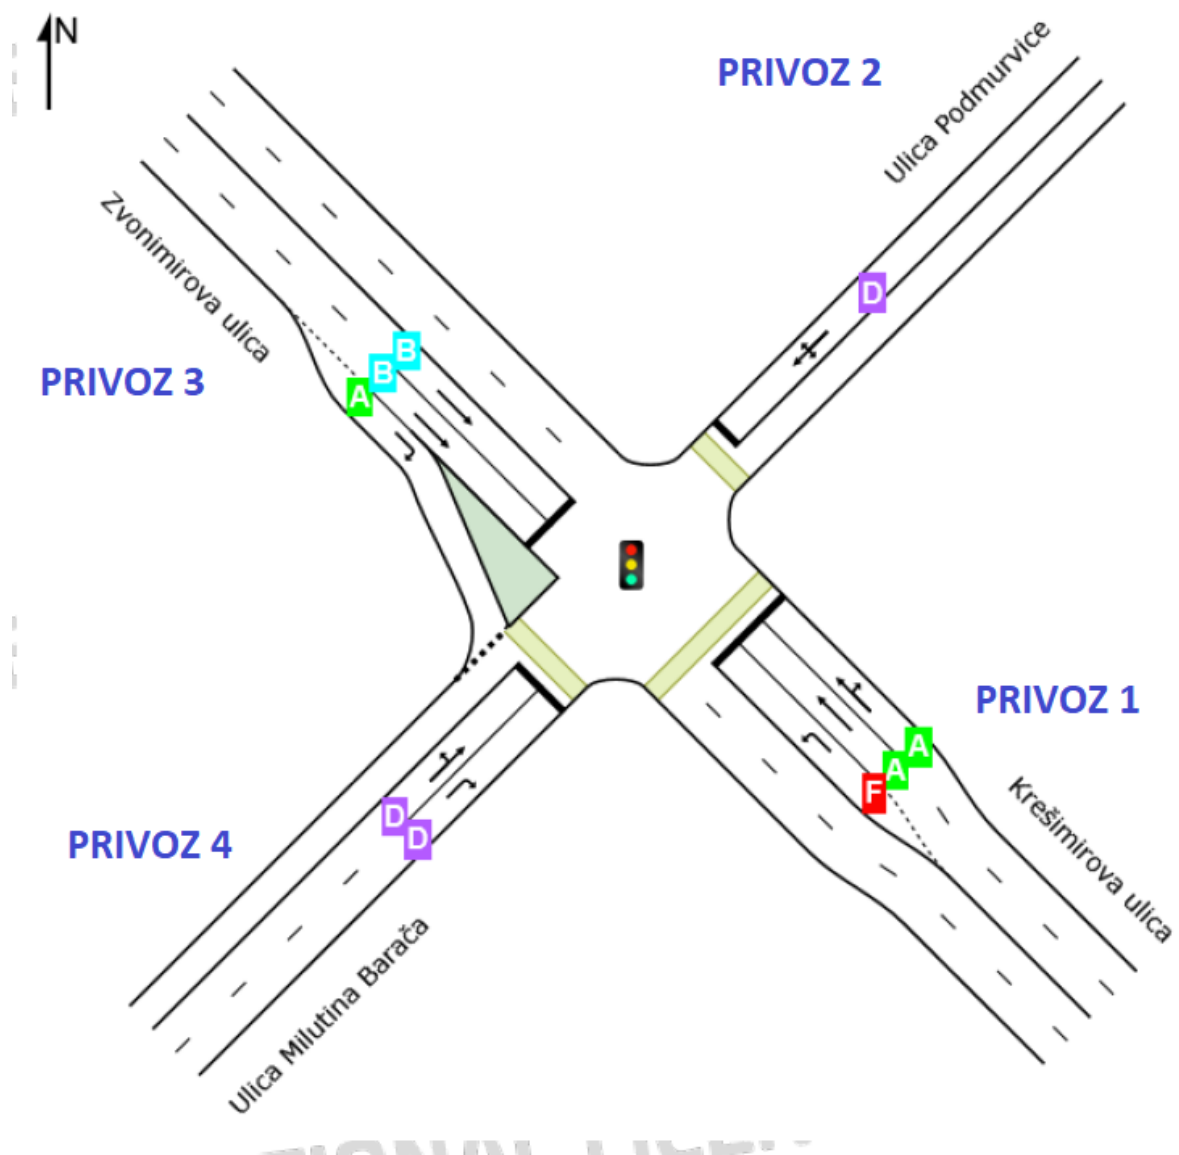 N
PRIVOZ 2
Ulica Podmurvice
Zvonimirova ulica
D
B
B
PRIVOZ 3
A
PRIVOZ 1
A
A
F
D
D
PRIVOZ 4
Krešimirova ulica
Ulica Milutina Barača